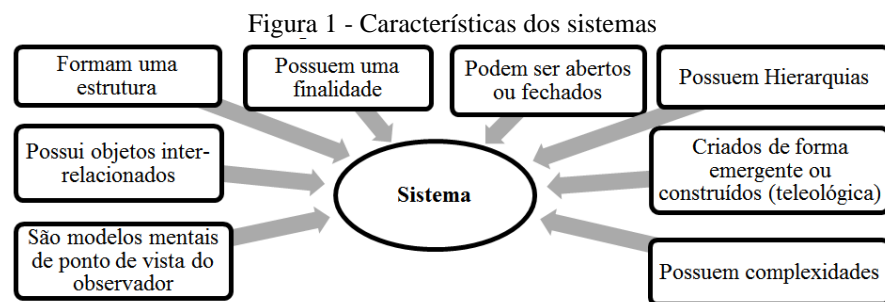 Figura 1 - Características dos sistemas
Formam uma
estrutura
Possuem uma
finalidade
Podem ser abertos
ou fechados
Possuem Hierarquias
Possui objetos inter-
relacionados
Sistema
Criados de forma
emergente ou
construídos (teleológica)
São modelos mentais
de ponto de vista do
observador
Possuem complexidades